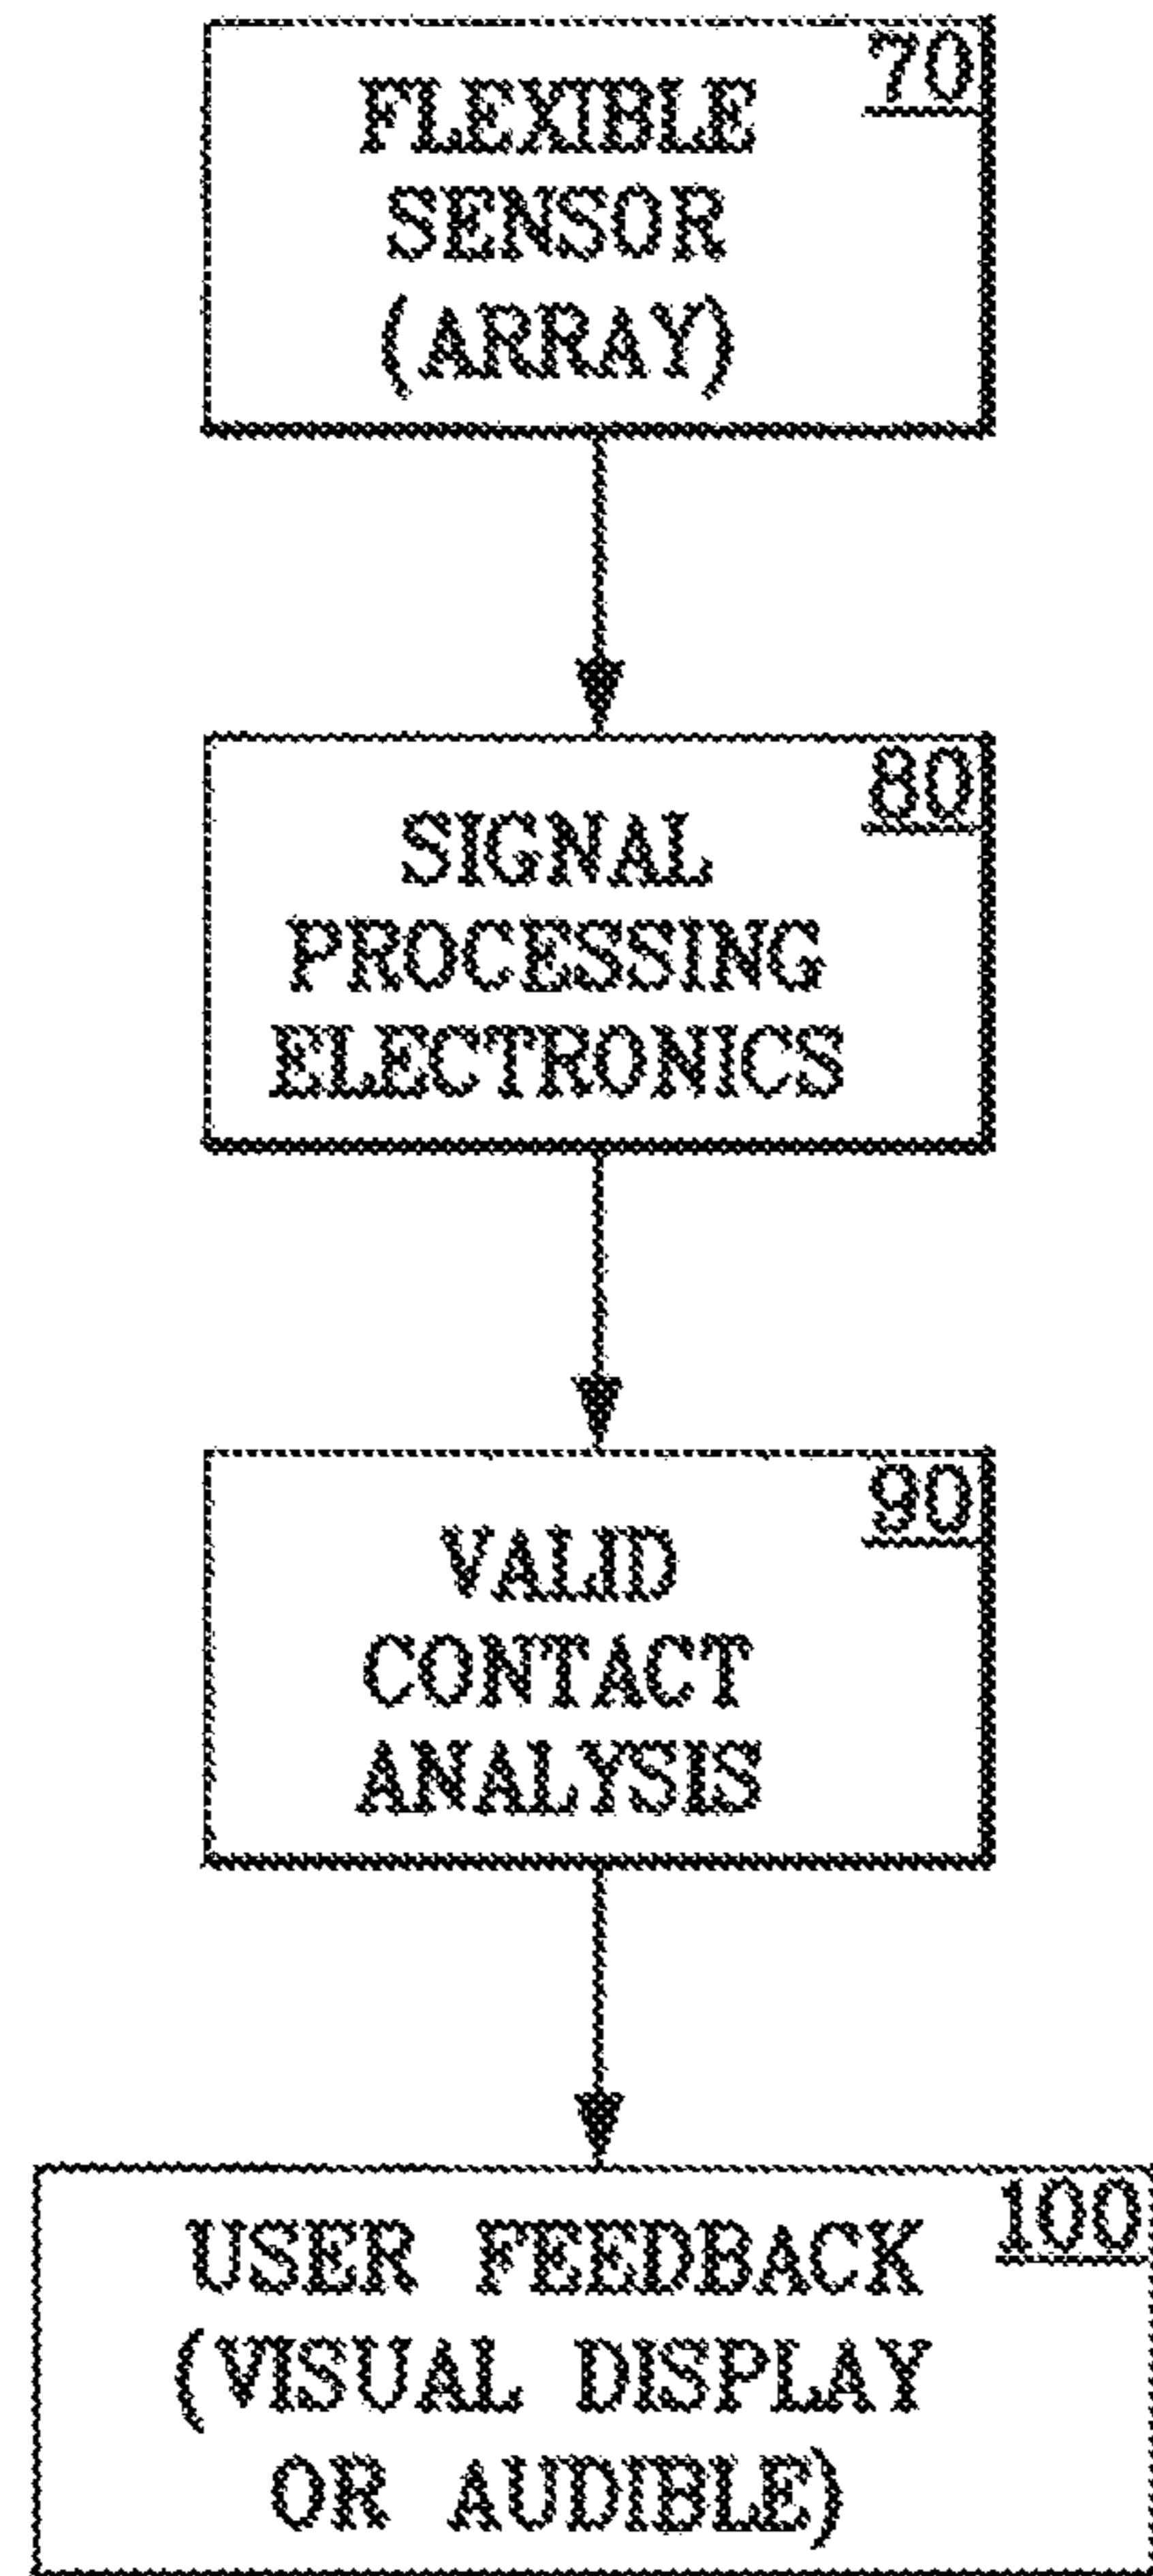 70
FLEXIBLE
SENSOR
(ARRAY)
80
SIGNAL
PROCESSING
ELECTRONICS
90
VALID
CONTACT
ANALYSIS
100
USER FEEDBACK
(VISUAL DISPLAY
OR AUDIBLE)